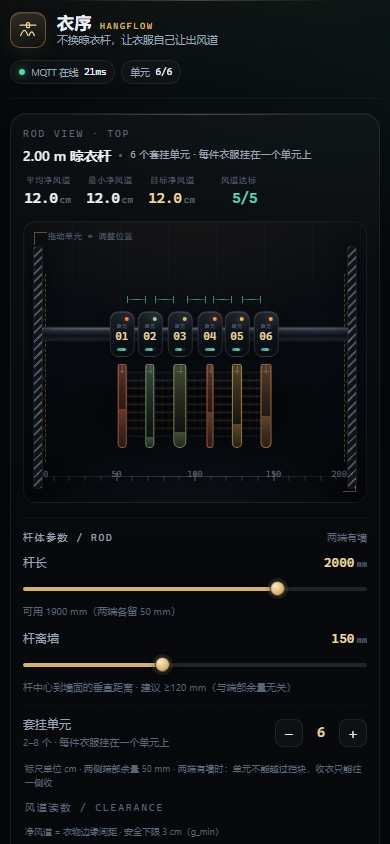 衣序 HANGFLOW
不换晾衣杆，让衣服自己让出风道
MQTT 在线 21ms 单元 6/6
ROD VIEW · TOP
2.00 m 晾衣杆 • 6 个套挂单元 · 每件衣服挂在一个单元上
平均净风道 最小净风道 目标净风道 风道达标
12.0cm 12.0cm 12.0cm 5/5
拖动单元 ↔ 调整位置
单元 单元 单元 单元 单元 单元
01 02 03 04 05 06
0 50 100 150 200
杆体参数 / ROD 两端有墙
杆长 2000mm
可用 1900 mm（两端各留 50 mm）
杆离墙 150mm
杆中心到墙面的垂直距离 · 建议 ≥120 mm（与端部余量无关）
套挂单元
2–8 个 · 每件衣服挂在一个单元上
− 6 +
标尺单位 cm · 两侧端部余量 50 mm · 两端有墙时：单元不能越过挡块，收衣只能往一侧收
风道读数 / CLEARANCE
净风道 = 衣物边缘间距 · 安全下限 3 cm（g_min）